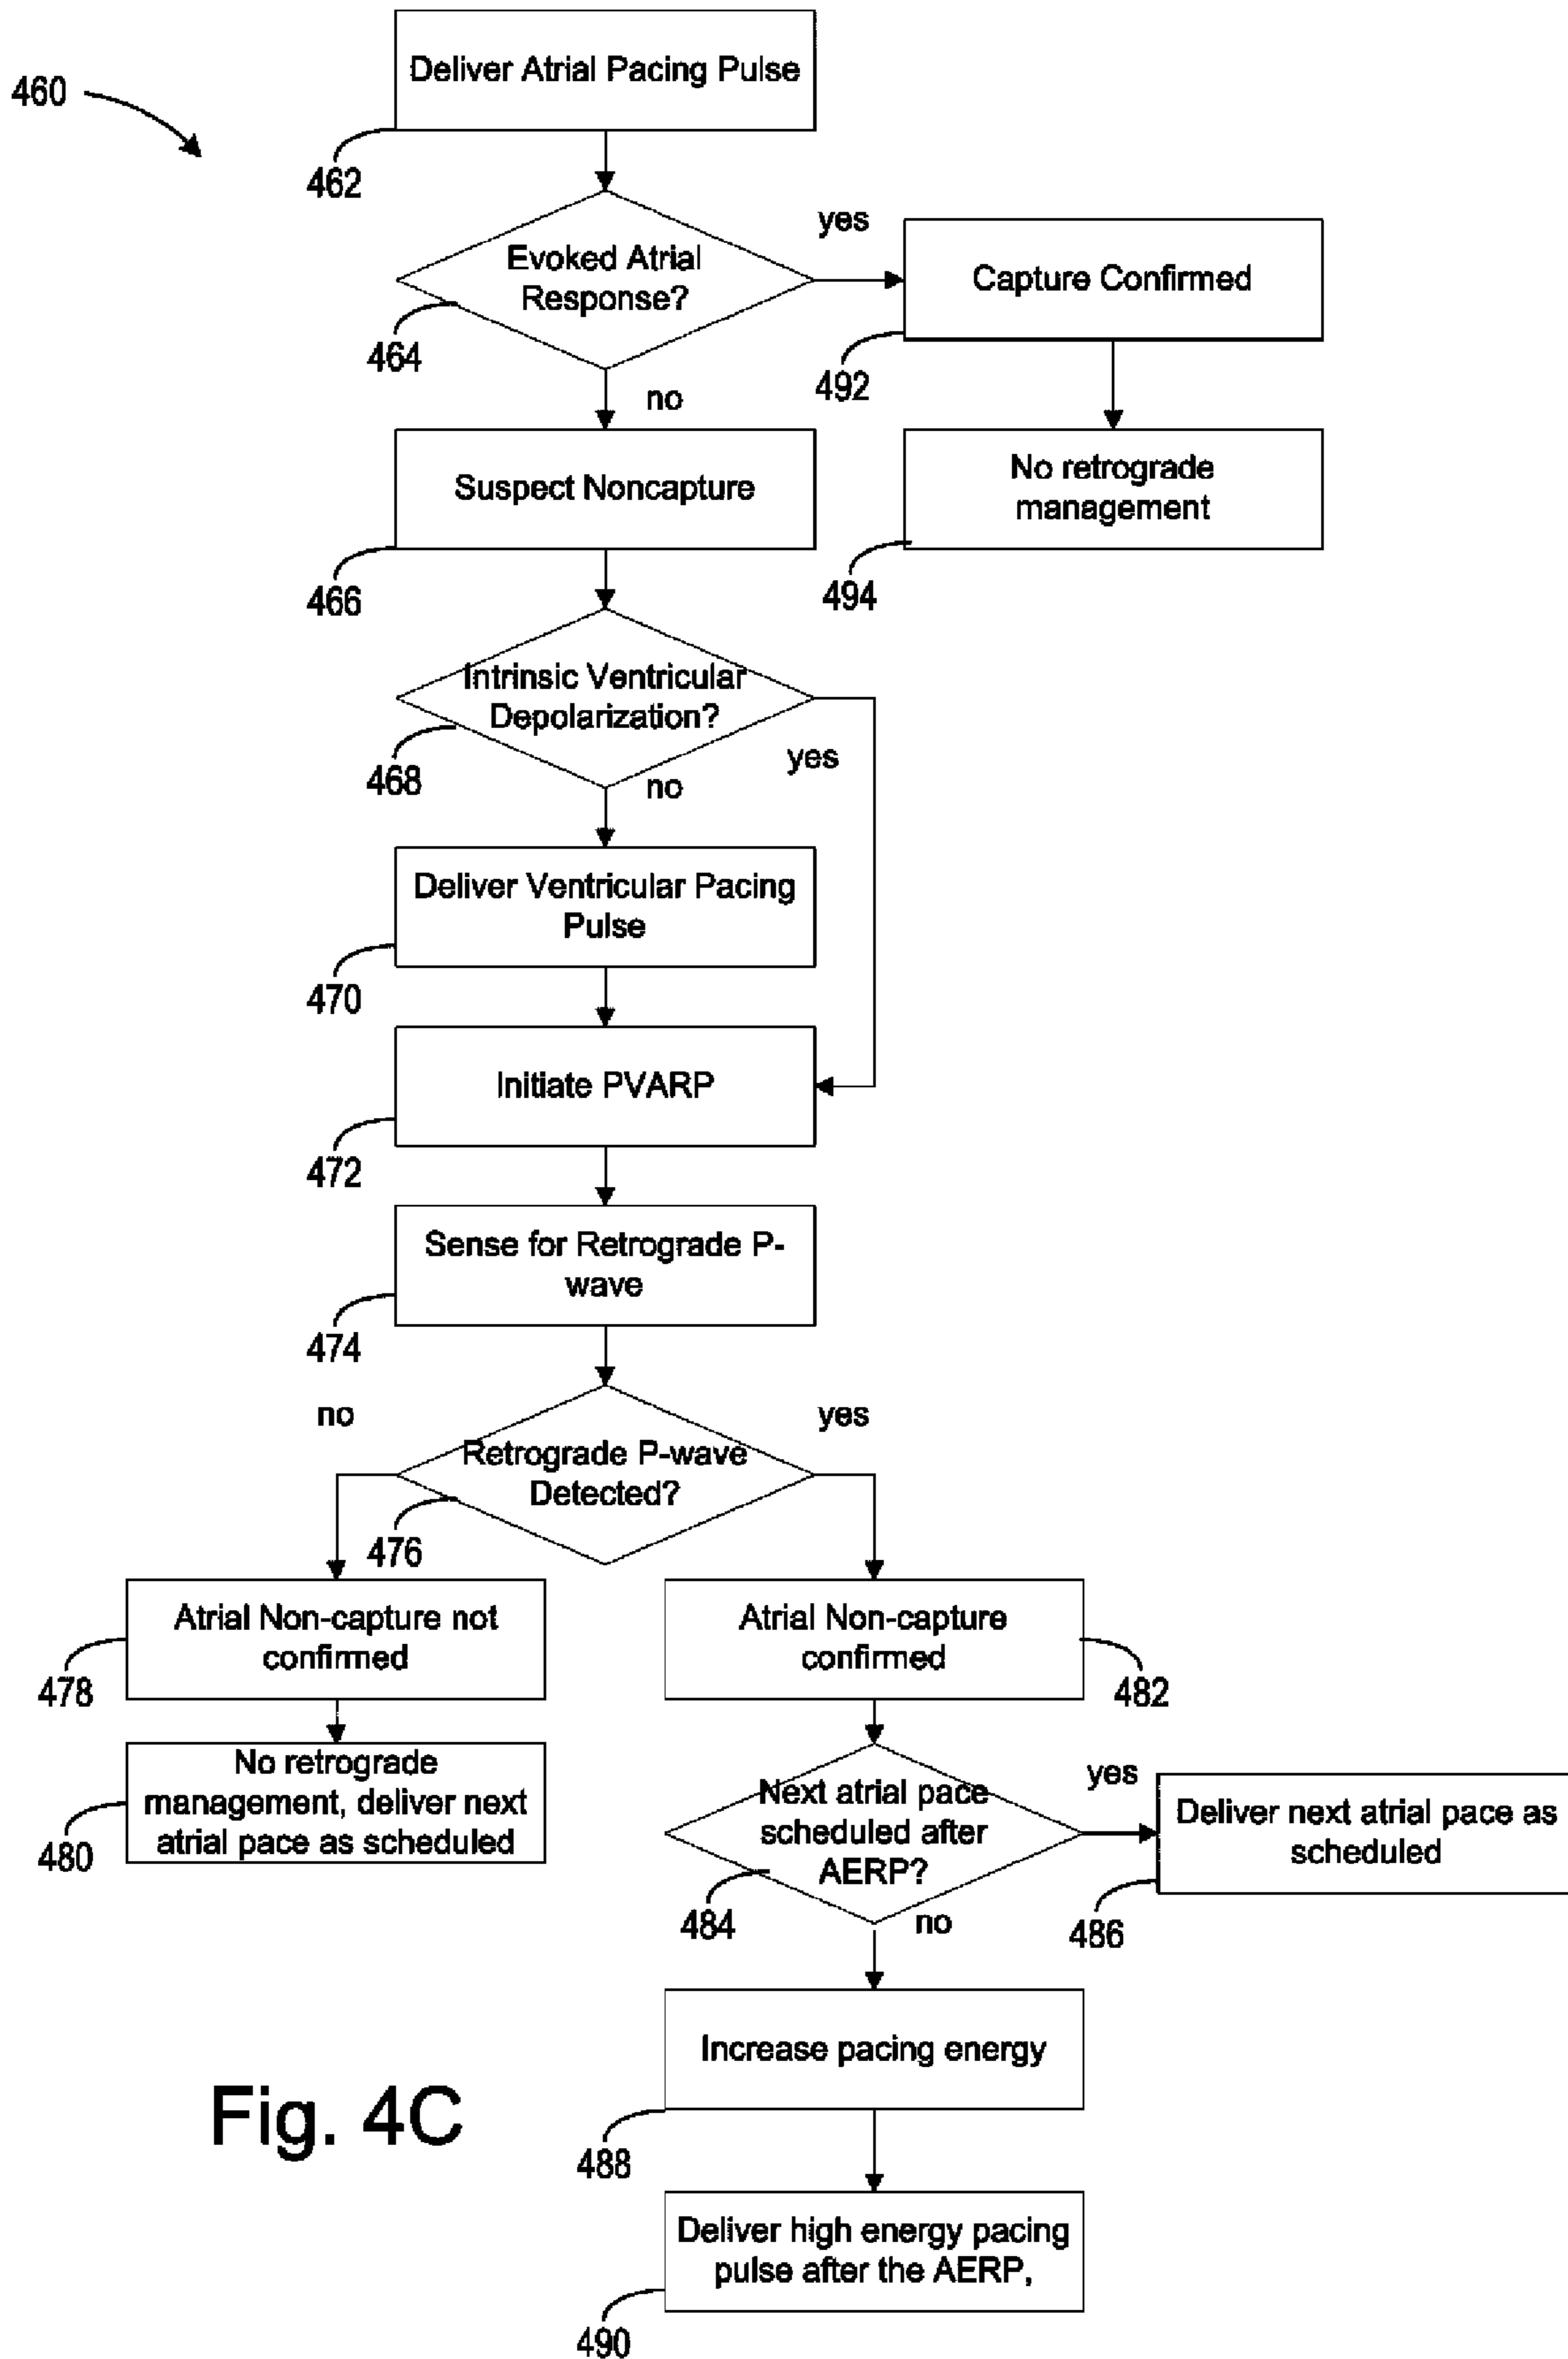 Deliver Atrial Pacing Pulse
460
462
yes
Evoked Atrial
Response?
Capture Confirmed
464
492
no
Suspect Noncapture
No retrograde
management
466
494
Intrinsic Ventricular
Depolarization?
yes
468
no
Deliver Ventricular Pacing
Pulse
470
Initiate PVARP
472
Sense for Retrograde P-
wave
474
no
yes
Retrograde P-wave
Detected?
476
Atrial Non-capture not
confirmed
Atrial Non-capture
confirmed
478
482
No retrograde
management, deliver next
atrial pace as scheduled
480
Next atrial pace
scheduled after
AERP?
yes
Deliver next atrial pace as
scheduled
484
no
486
Increase pacing energy
Fig. 4C
488
Deliver high energy pacing
pulse after the AERP,
490